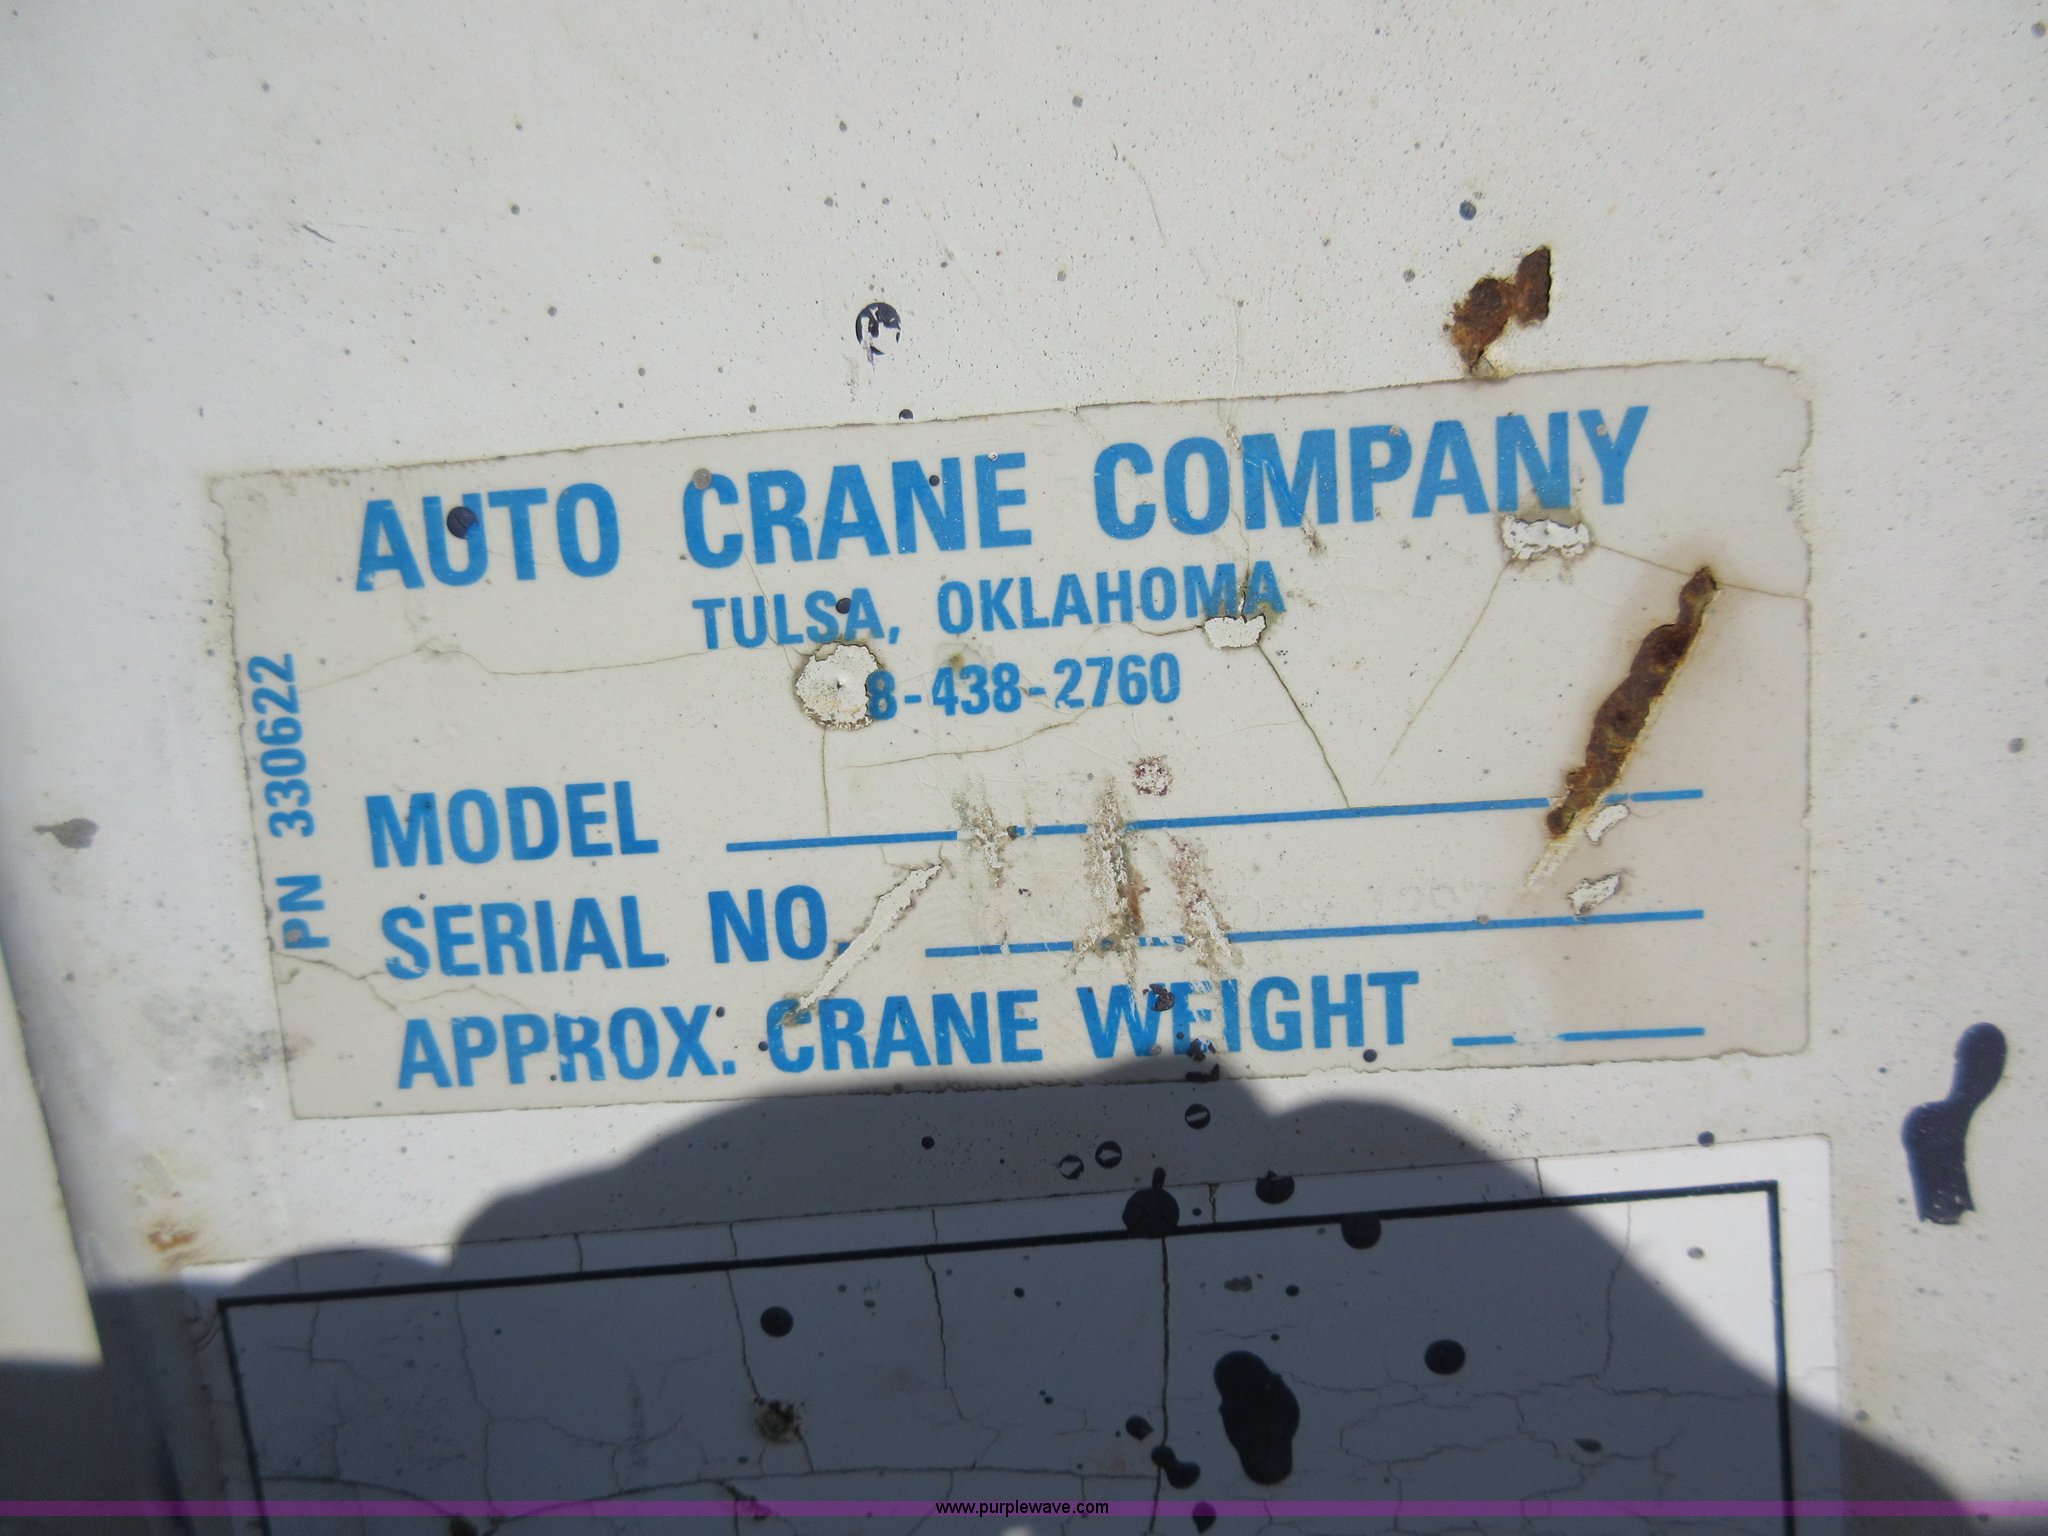 AUTO CRANE COMPANY
TULSA, OKLAHOMA
8-438-2760
PN 330622
MODEL
SERIAL NO.
APPROX. CRANE WEIGHT
www.purplewave.com